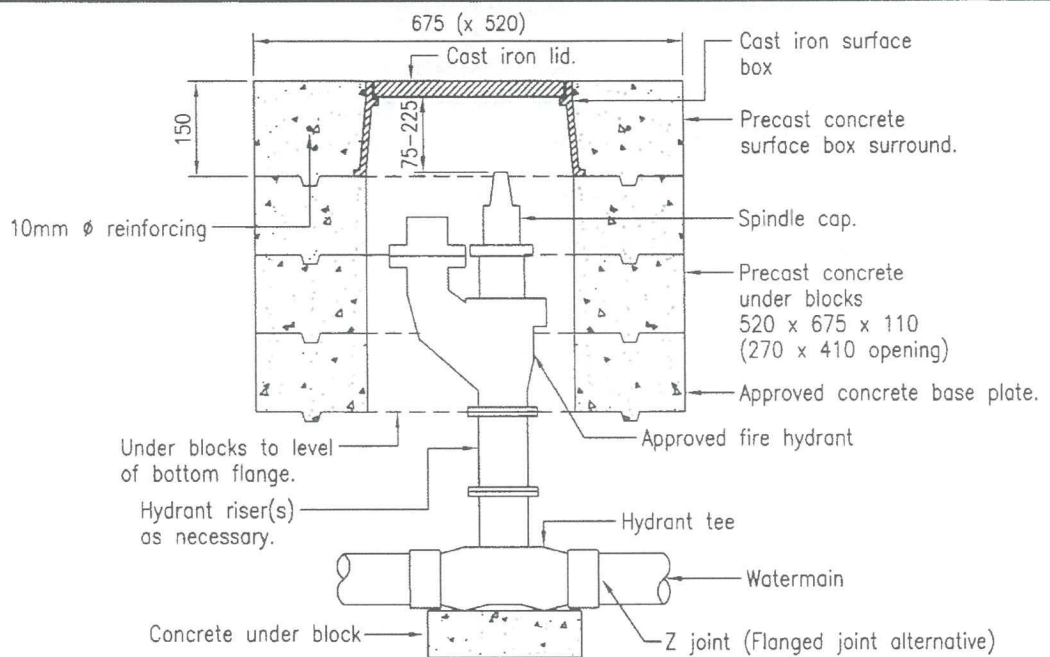 675 (x 520)
Cast iron lid.
Cast iron surface
box
150
75-225
Precast concrete
surface box surround.
10mm ϕ reinforcing
Spindle cap.
Precast concrete
under blocks
520 x 675 x 110
(270 x 410 opening)
Approved concrete base plate.
Under blocks to level
of bottom flange.
Approved fire hydrant
Hydrant riser(s)
as necessary.
Hydrant tee
Watermain
Concrete under block
Z joint (Flanged joint alternative)